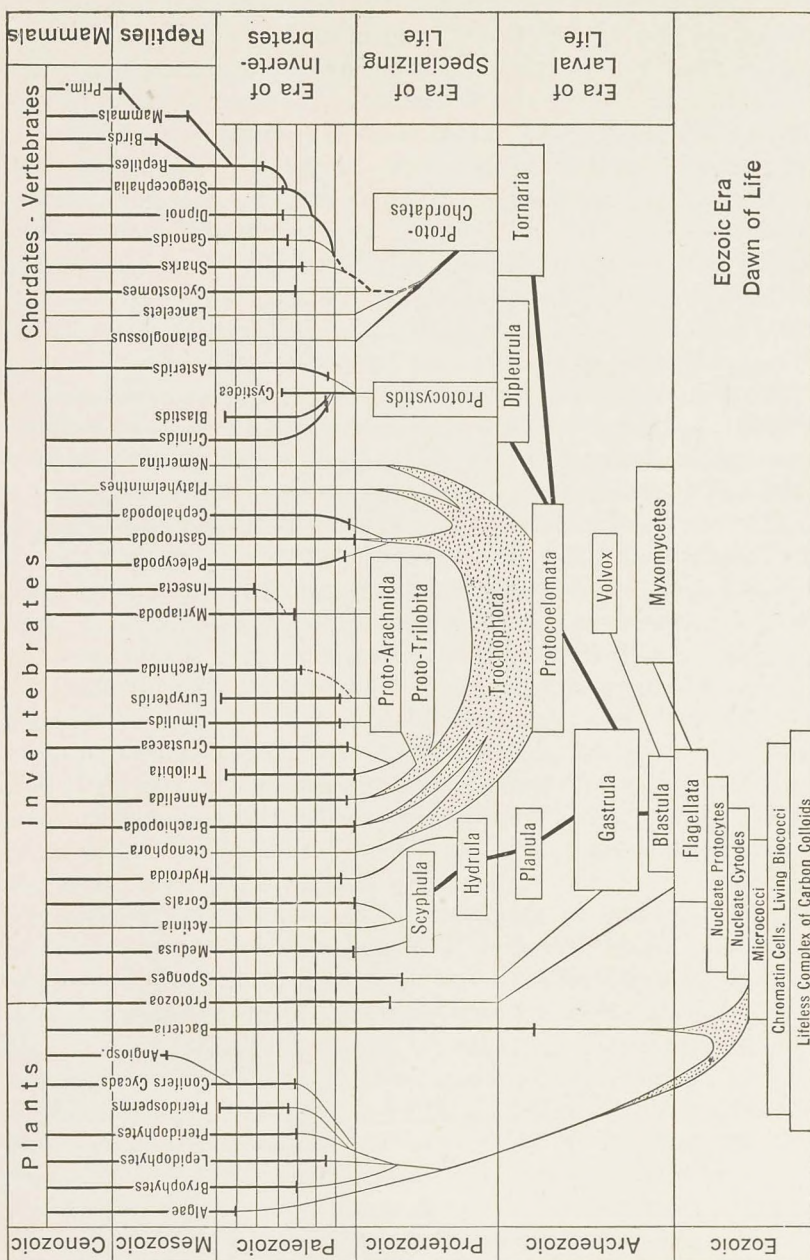 Plants
Invertebrates
Chordates - Vertebrates
Mammals
Reptiles
Era of Inverte-
brates
Era of
Specializing
Life
Era of
Larval
Life
Eozoic Era
Dawn of Life
Cenozoic
Mesozoic
Paleozoic
Proterozoic
Archeozoic
Eozoic
Algae
Bryophytes
Lepidophytes
Pteridophytes
Pteridosperms
Conifers Cycads
Angiosp.
Bacteria
Protozoa
Sponges
Medusa
Actinia
Corals
Hydroida
Ctenophora
Brachiopoda
Annelida
Trilobita
Crustacea
Limulids
Eurypterids
Arachnida
Myriapoda
Insecta
Pelecypoda
Gastropoda
Cephalopoda
Platyhelminthes
Nemertina
Crinids
Blastids
Cystidea
Asterids
Balanoglossus
Lancelets
Cyclostomes
Sharks
Ganoids
Dipnoi
Stegocephalia
Reptiles
Birds
Mammals
Prim.
Scyphula
Hydrula
Planula
Gastrula
Blastula
Flagellata
Volvox
Myxomycetes
Proto-Arachnida
Proto-Trilobita
Trochophora
Protocoelomata
Protocystids
Dipleurula
Proto-
Chordates
Tornaria
Nucleate Protocytes
Nucleate Cytodes
Micrococci
Chromatin Cells. Living Biococci
Lifeless Complex of Carbon Colloids